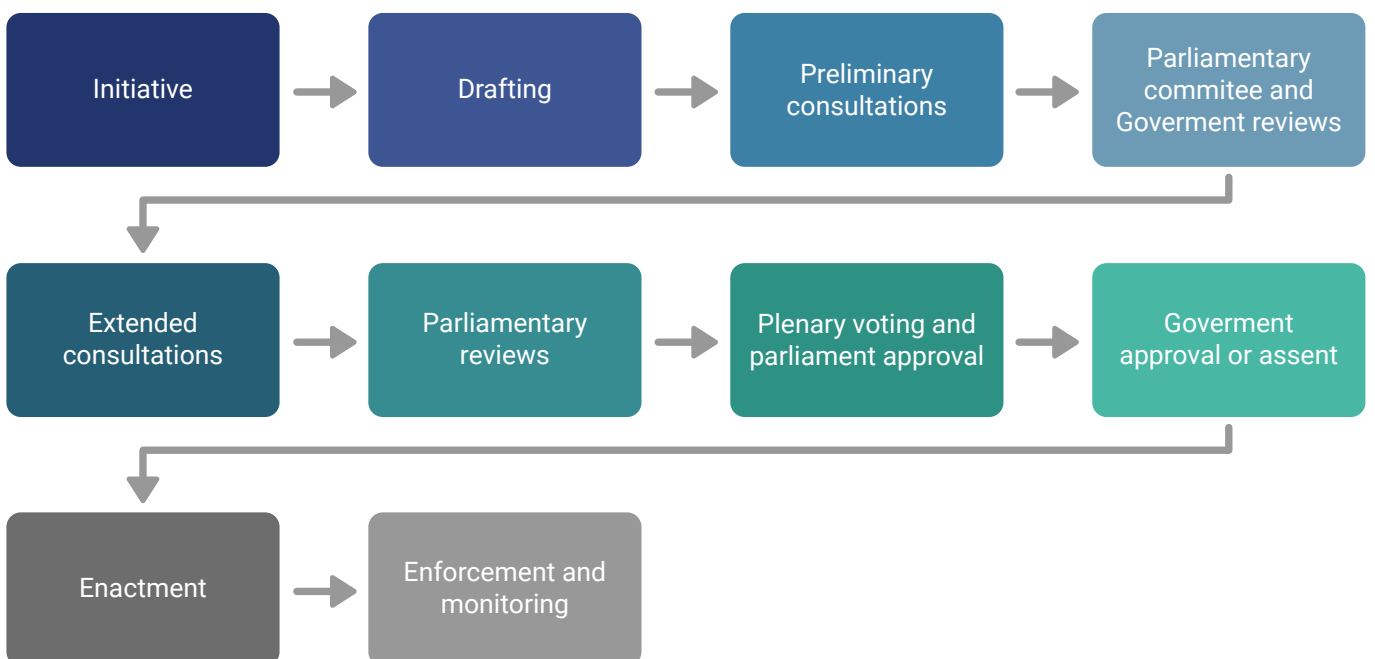 Initiative
Drafting
Preliminary
consultations
Parliamentary
commitee and
Goverment reviews
Extended
consultations
Parliamentary
reviews
Plenary voting and
parliament approval
Goverment
approval or assent
Enactment
Enforcement and
monitoring